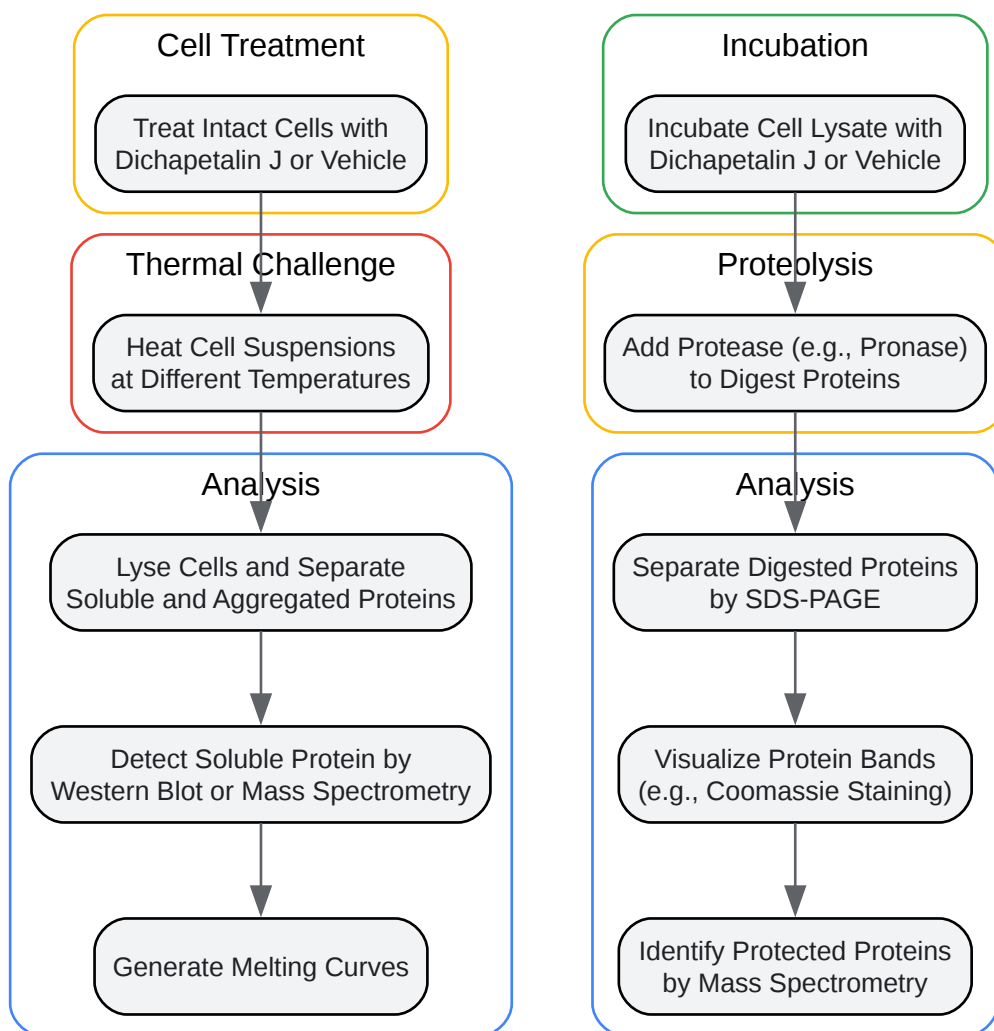 Cell Treatment
Treat Intact Cells with
Dichapetalin J or Vehicle
Thermal Challenge
Heat Cell Suspensions
at Different Temperatures
Analysis
Lyse Cells and Separate
Soluble and Aggregated Proteins
Detect Soluble Protein by
Western Blot or Mass Spectrometry
Generate Melting Curves
Incubation
Incubate Cell Lysate with
Dichapetalin J or Vehicle
Proteolysis
Add Protease (e.g., Pronase)
to Digest Proteins
Analysis
Separate Digested Proteins
by SDS-PAGE
Visualize Protein Bands
(e.g., Coomassie Staining)
Identify Protected Proteins
by Mass Spectrometry